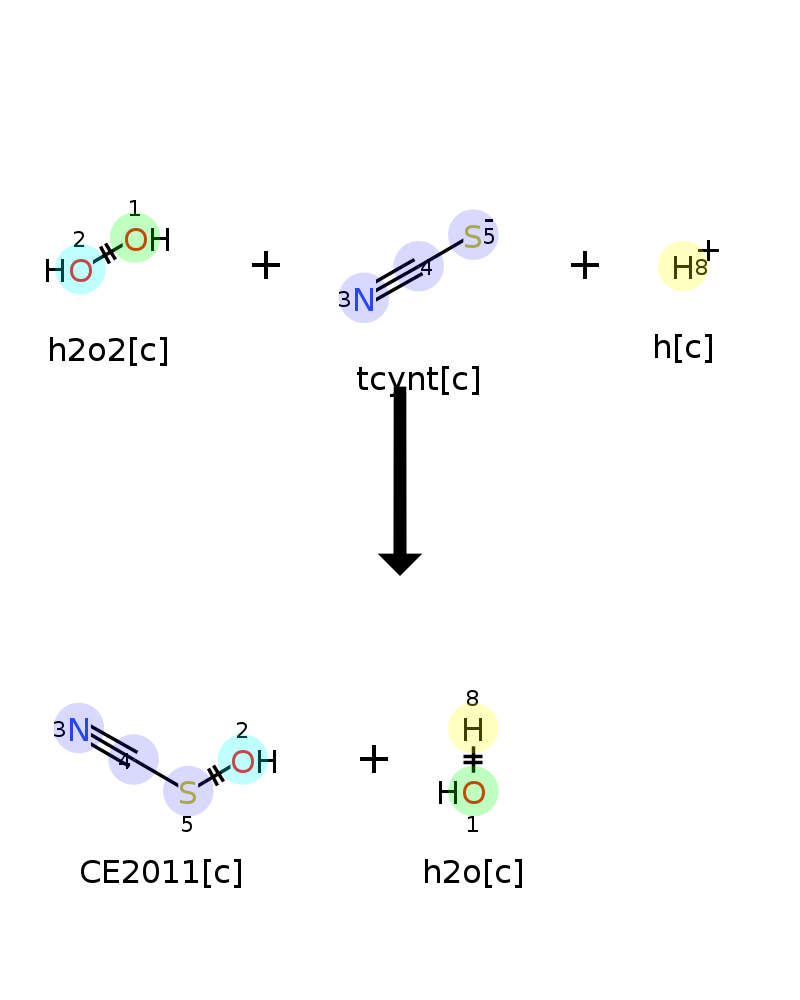 1
2
HO OH + 3 N 4 S - 5 + H 8 +
h2o2[c] tcynt[c] h[c]
8
3 N 4 S 2 OH + H
5 HO
1
CE2011[c] h2o[c]